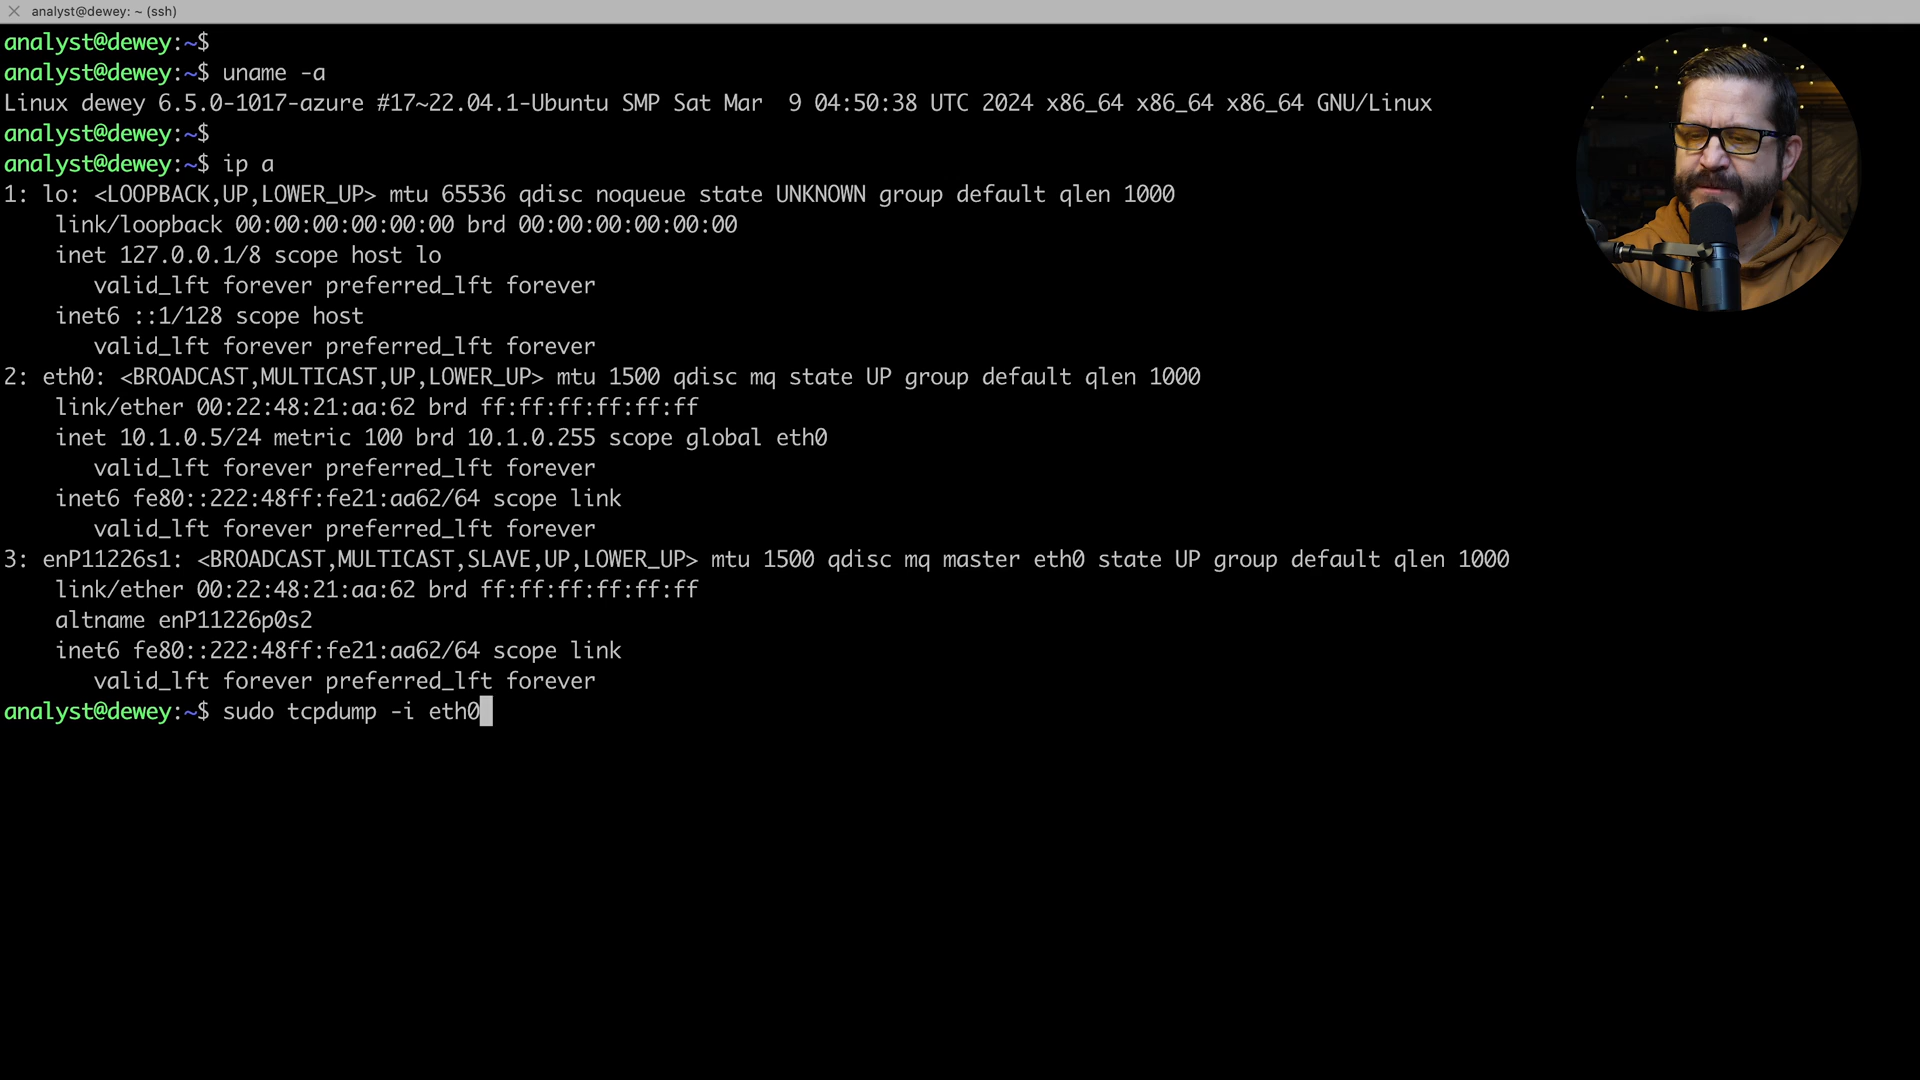 analyst@dewey: ~ (ssh)
analyst@dewey:~$
analyst@dewey:~$ uname -a
Linux dewey 6.5.0-1017-azure #17~22.04.1-Ubuntu SMP Sat Mar  9 04:50:38 UTC 2024 x86_64 x86_64 x86_64 GNU/Linux
analyst@dewey:~$
analyst@dewey:~$ ip a
1: lo: <LOOPBACK,UP,LOWER_UP> mtu 65536 qdisc noqueue state UNKNOWN group default qlen 1000
    link/loopback 00:00:00:00:00:00 brd 00:00:00:00:00:00
    inet 127.0.0.1/8 scope host lo
       valid_lft forever preferred_lft forever
    inet6 ::1/128 scope host
       valid_lft forever preferred_lft forever
2: eth0: <BROADCAST,MULTICAST,UP,LOWER_UP> mtu 1500 qdisc mq state UP group default qlen 1000
    link/ether 00:22:48:21:aa:62 brd ff:ff:ff:ff:ff:ff
    inet 10.1.0.5/24 metric 100 brd 10.1.0.255 scope global eth0
       valid_lft forever preferred_lft forever
    inet6 fe80::222:48ff:fe21:aa62/64 scope link
       valid_lft forever preferred_lft forever
3: enP11226s1: <BROADCAST,MULTICAST,SLAVE,UP,LOWER_UP> mtu 1500 qdisc mq master eth0 state UP group default qlen 1000
    link/ether 00:22:48:21:aa:62 brd ff:ff:ff:ff:ff:ff
    altname enP11226p0s2
    inet6 fe80::222:48ff:fe21:aa62/64 scope link
       valid_lft forever preferred_lft forever
analyst@dewey:~$ sudo tcpdump -i eth0